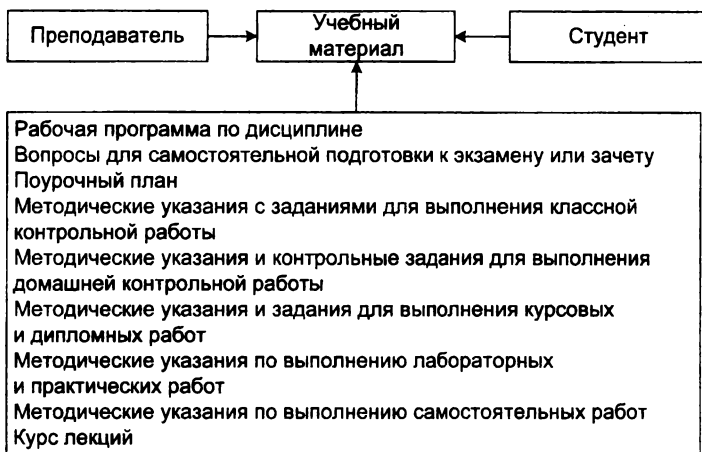 Преподаватель
Учебный
материал
Студент
Рабочая программа по дисциплине
Вопросы для самостоятельной подготовки к экзамену или зачету
Поурочный план
Методические указания с заданиями для выполнения классной
контрольной работы
Методические указания и контрольные задания для выполнения
домашней контрольной работы
Методические указания и задания для выполнения курсовых
и дипломных работ
Методические указания по выполнению лабораторных
и практических работ
Методические указания по выполнению самостоятельных работ
Курс лекций